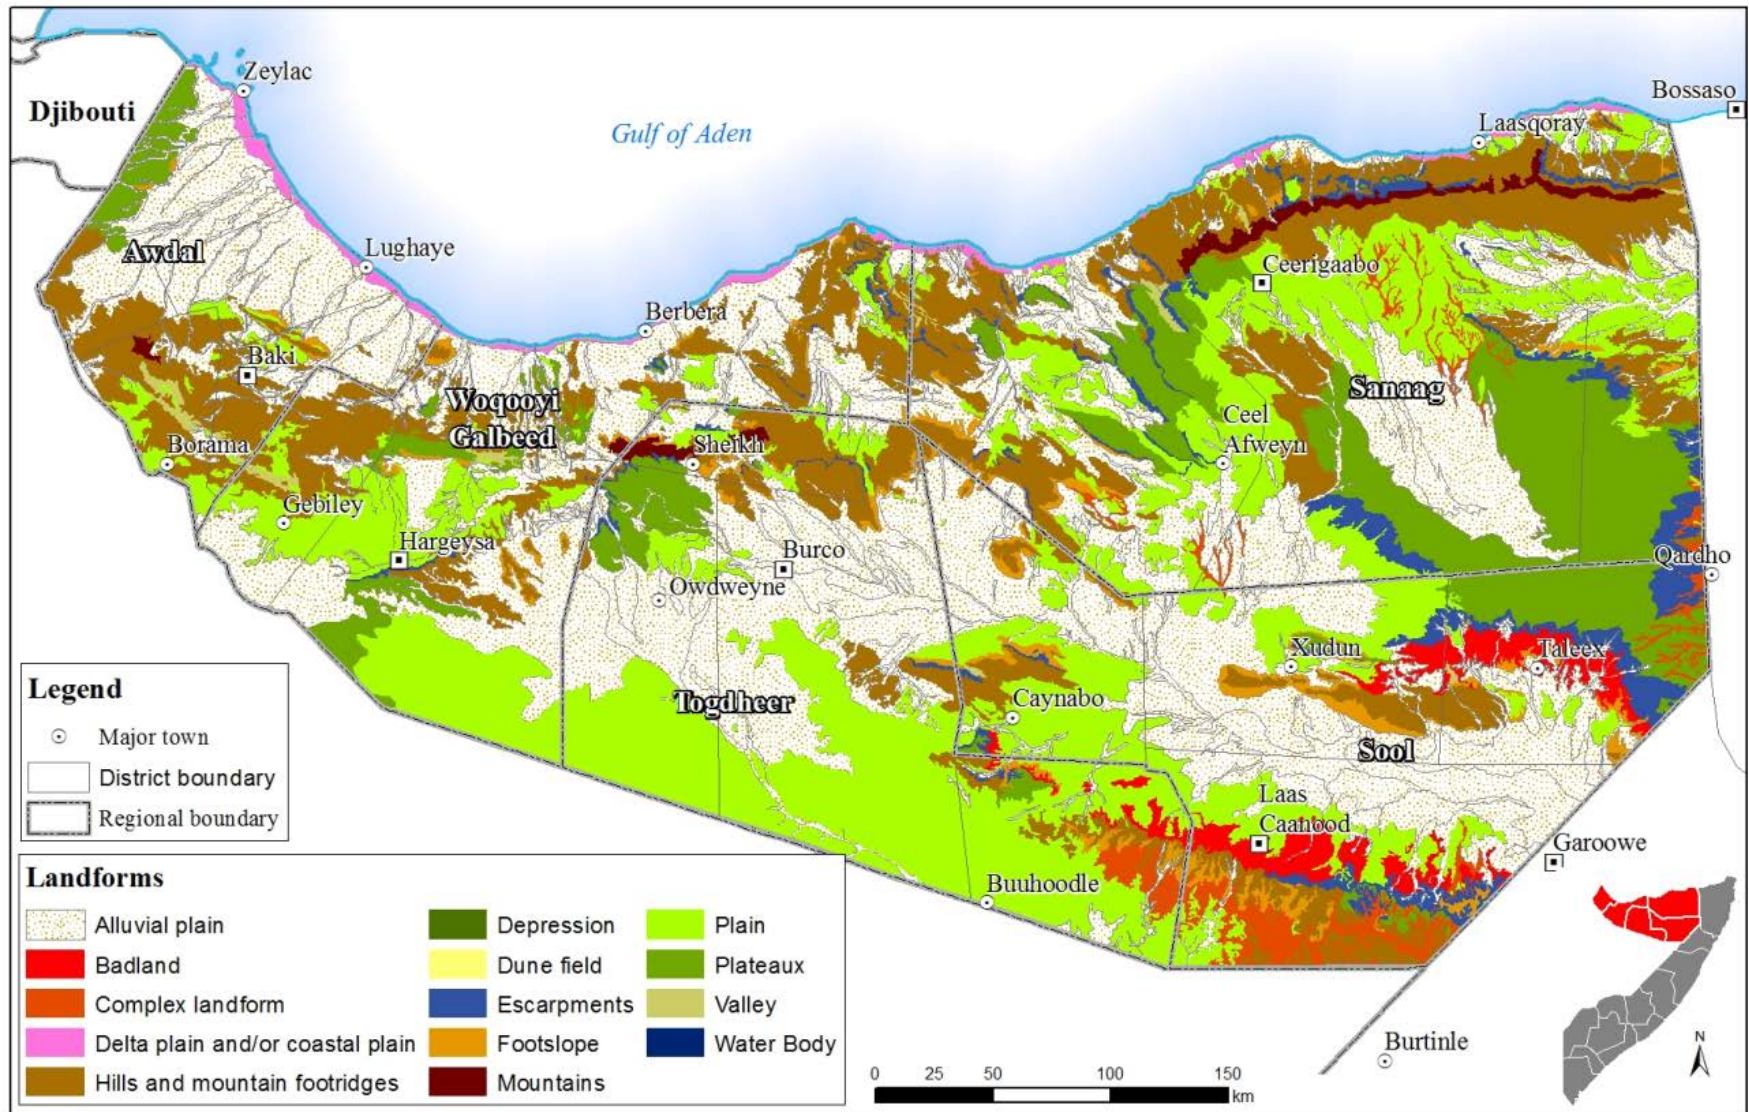 Zeylac
Bossaso
Djibouti
Gulf of Aden
Laasqoray
Awdal
Lughaye
Ceerigaabo
Berbera
Baki
Woqooyi
Galbeed
Sanaag
Ceel
Afweyn
Borama
Sheikh
Gebiley
Hargeysa
Burco
Qardho
Owdweyne
Xudun
Taleex
Togdheer
Caynabo
Sool
Laas
Caanood
Garoowe
Buuhoodle
Burtinle
Legend
Major town
District boundary
Regional boundary
Landforms
Alluvial plain
Badland
Complex landform
Delta plain and/or coastal plain
Hills and mountain footridges
Depression
Dune field
Escarpments
Footslope
Mountains
Plain
Plateaux
Valley
Water Body
0 25 50 100 150
km
N